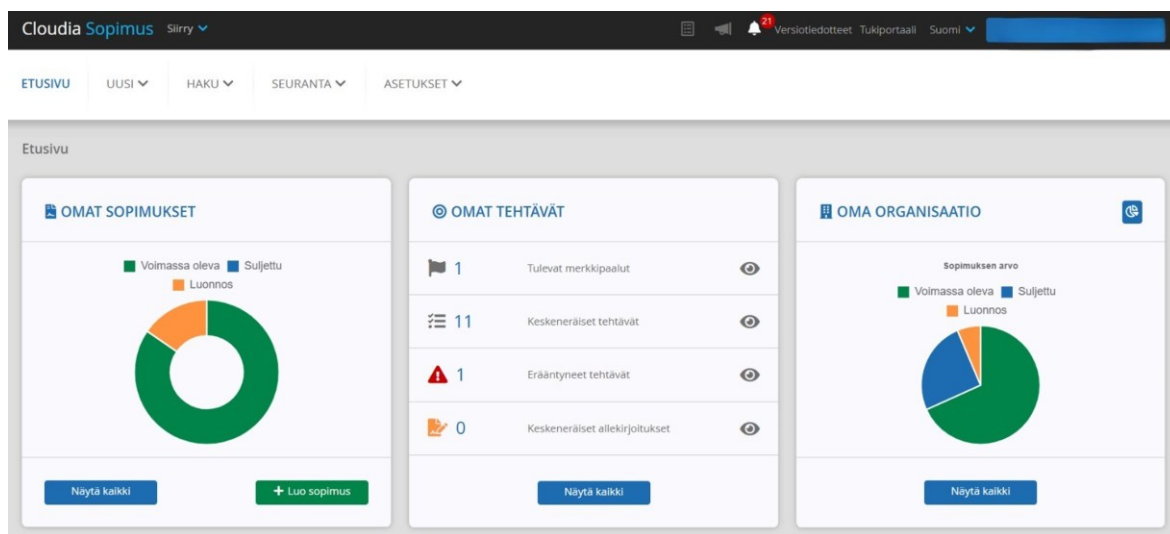 Cloudia Sopimus Siirry 21 Versiotiedotteet Tukiportaali Suomi
ETUSIVU UUSI HAKU SEURANTA ASETUKSET
Etusivu
OMAT SOPIMUKSET
Voimassa oleva Suljettu
Luonnos
Näytä kaikki + Luo sopimus
OMAT TEHTÄVÄT
1 Tulevat merkkipaalut
11 Keskeneräiset tehtävät
1 Erääntyneet tehtävät
0 Keskeneräiset allekirjoitukset
Näytä kaikki
OMA ORGANISAATIO
Sopimuksen arvo
Voimassa oleva Suljettu
Luonnos
Näytä kaikki